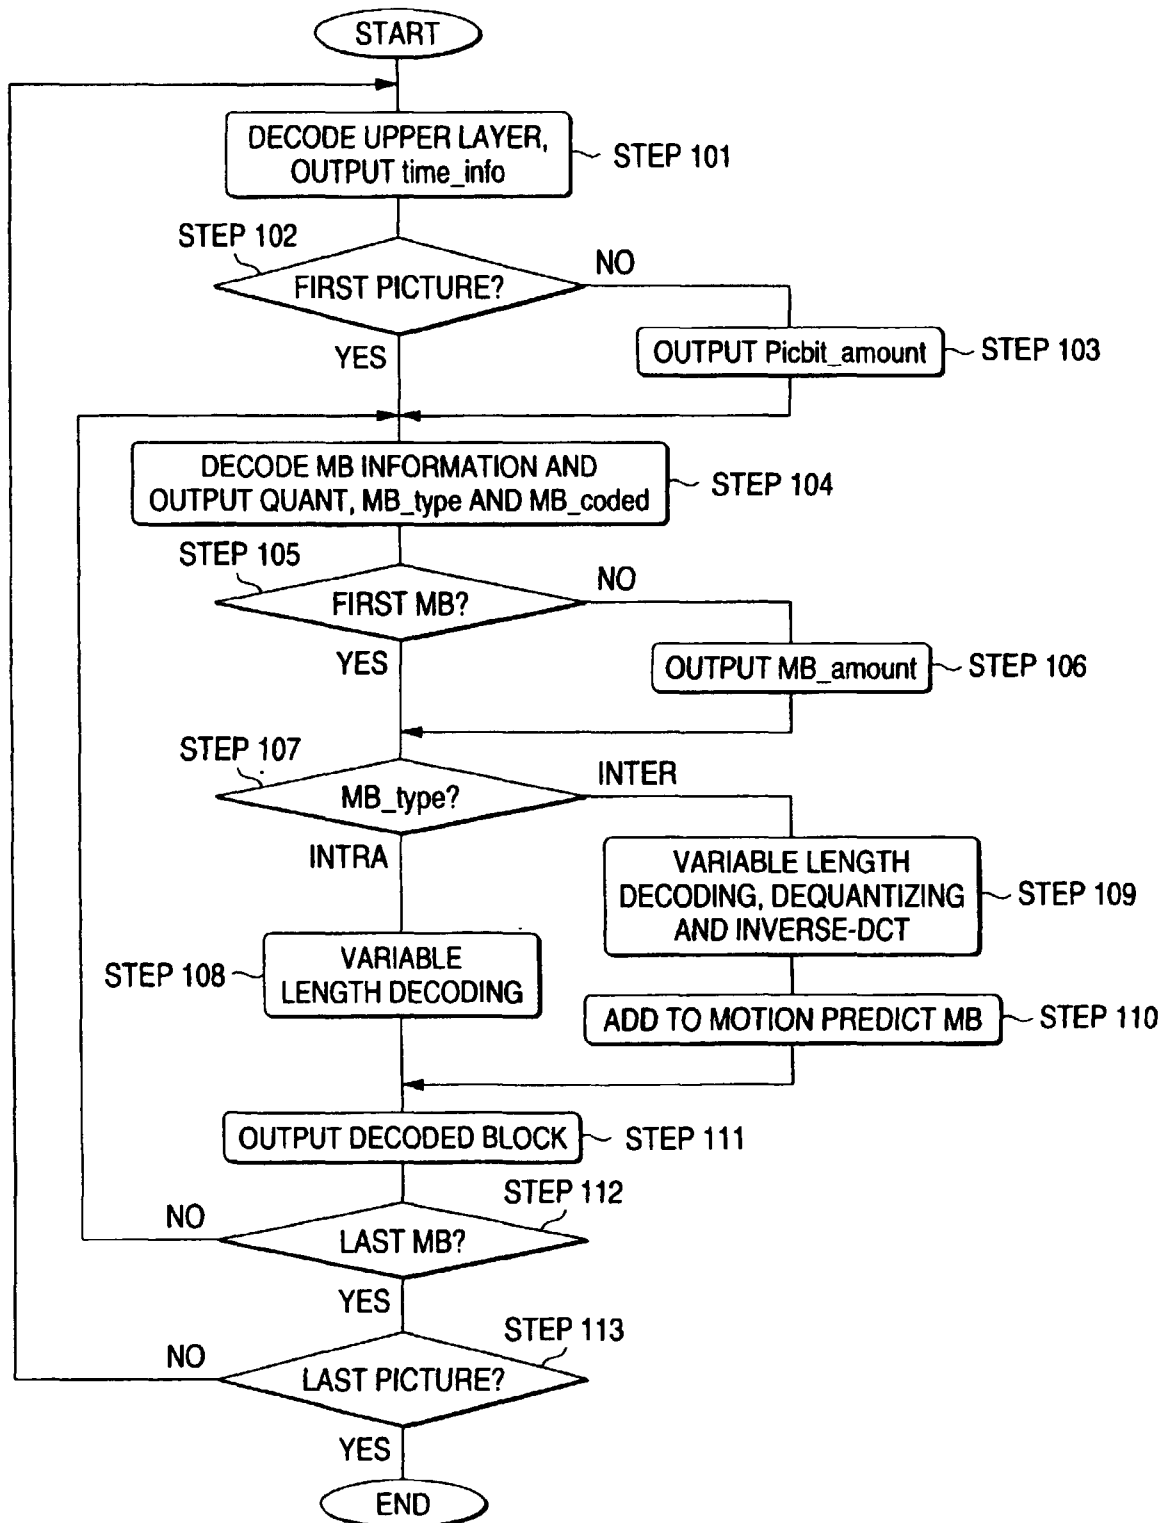 START
DECODE UPPER LAYER,
OUTPUT time_info
STEP 101
STEP 102
FIRST PICTURE?
NO
YES
OUTPUT Picbit_amount
STEP 103
DECODE MB INFORMATION AND
OUTPUT QUANT, MB_type AND MB_coded
STEP 104
STEP 105
FIRST MB?
NO
YES
OUTPUT MB_amount
STEP 106
STEP 107
MB_type?
INTER
INTRA
VARIABLE LENGTH
DECODING, DEQUANTIZING
AND INVERSE-DCT
STEP 109
STEP 108
VARIABLE
LENGTH DECODING
ADD TO MOTION PREDICT MB
STEP 110
OUTPUT DECODED BLOCK
STEP 111
STEP 112
NO
LAST MB?
YES
STEP 113
NO
LAST PICTURE?
YES
END